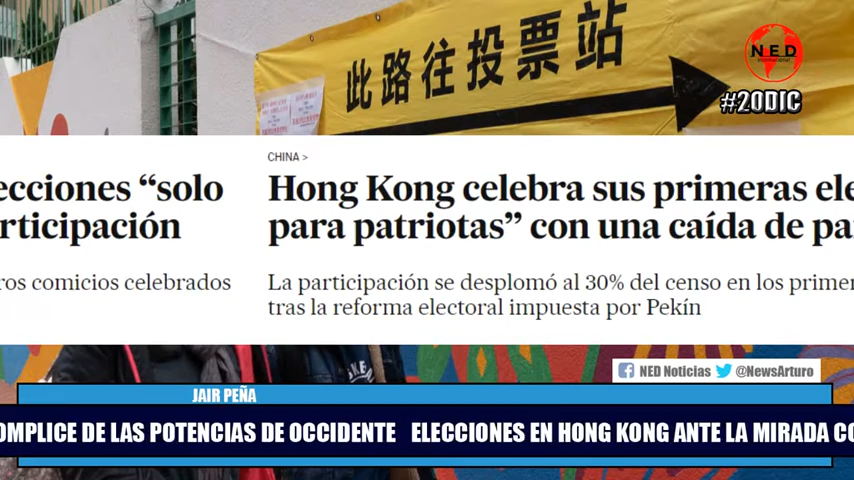 此路往投票站
NED
international
#20DIC
ecciones “solo
rticipación
ros comicios celebrados
CHINA >
Hong Kong celebra sus primeras ele
para patriotas” con una caída de pa
La participación se desplomó al 30% del censo en los primer
tras la reforma electoral impuesta por Pekín
NED Noticias @NewsArturo
JAIR PEÑA
OMPLICE DE LAS POTENCIAS DE OCCIDENTE ELECCIONES EN HONG KONG ANTE LA MIRADA CO